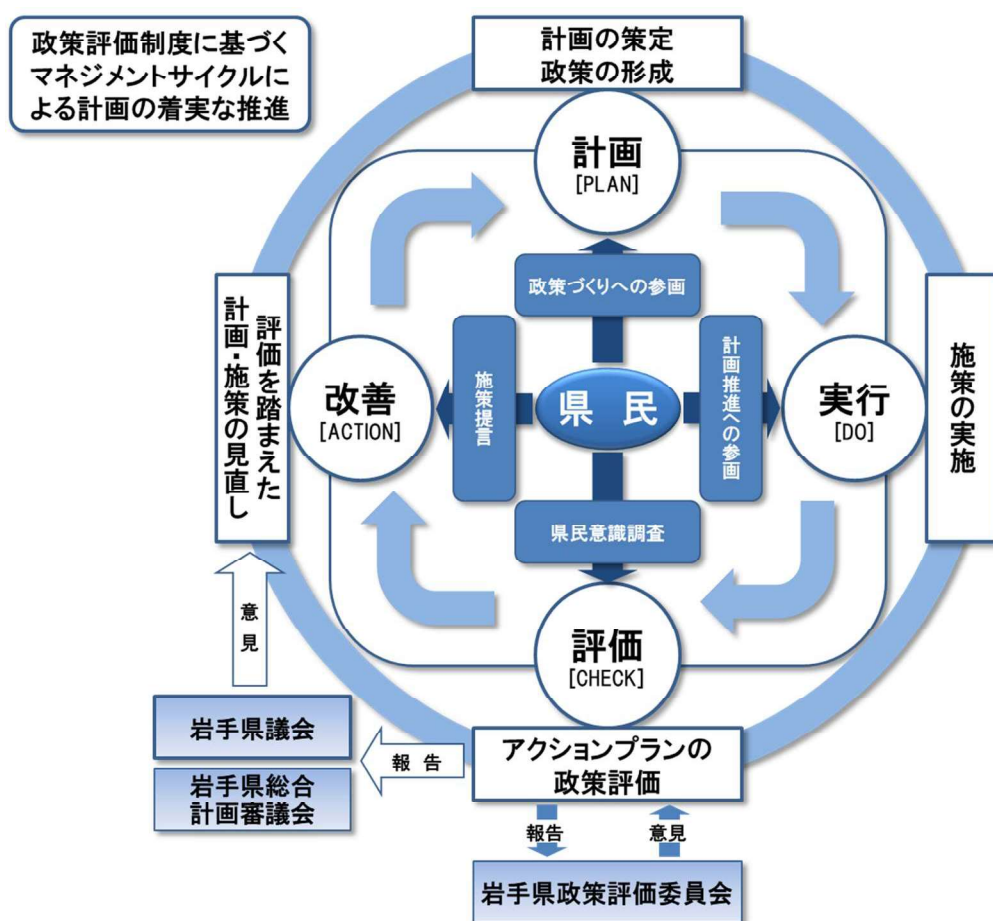 政策評価制度に基づく
マネジメントサイクルに
よる計画の着実な推進
計画の策定
政策の形成
計画
[PLAN]
政策づくりへの参画
評価を踏まえた
計画・施策の見直し
改善
[ACTION]
施策提言
県 民
計画推進への参画
実行
[DO]
施策の実施
県民意識調査
評価
[CHECK]
意見
岩手県議会
岩手県総合
計画審議会
報 告
アクションプランの
政策評価
報告
意見
岩手県政策評価委員会